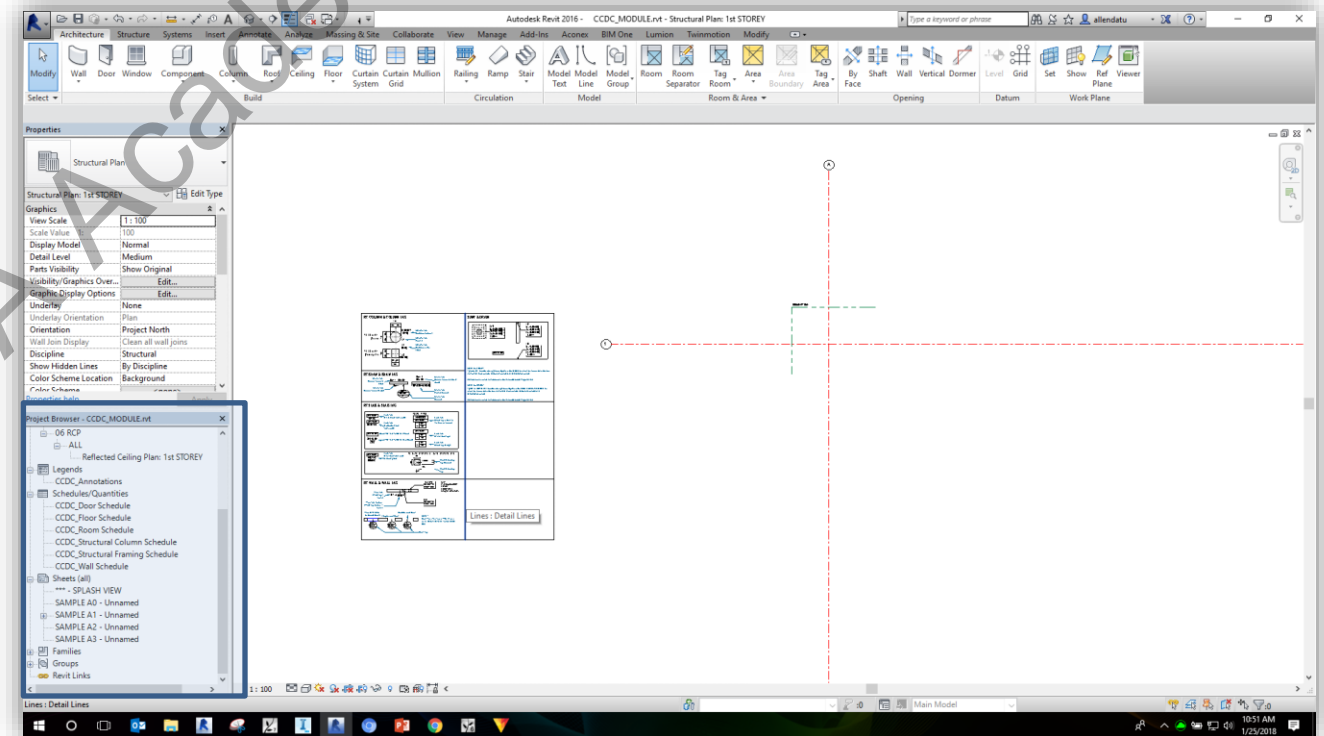 Autodesk Revit 2016 - CCDC_MODULE.rvt - Structural Plan: 1st STOREY
Type a keyword or phrase
allendatu
Architecture Structure Systems Insert Annotate Analyze Massing & Site Collaborate View Manage Add-Ins Aconex BIM One Lumion Twinmotion Modify
Modify Wall Door Window Component Column Roof Ceiling Floor Curtain System Curtain Grid Mullion Railing Ramp Stair Model Text Model Line Model Group Room Room Separator Tag Room Area Area Boundary Tag Area By Face Shaft Wall Vertical Dormer Level Grid Set Show Ref Plane Viewer
Select Build Circulation Model Room & Area Opening Datum Work Plane
A Acade
Properties
Structural Plan
Structural Plan: 1st STOREY Edit Type
Graphics
View Scale 1 : 100
Scale Value 100
Display Model Normal
Detail Level Medium
Parts Visibility Show Original
Visibility/Graphics Over... Edit...
Graphic Display Options Edit...
Underlay None
Underlay Orientation Plan
Orientation Project North
Wall Join Display Clean all wall joins
Discipline Structural
Show Hidden Lines By Discipline
Color Scheme Location Background
Color Scheme <none>
Properties help Apply
Project Browser - CCDC_MODULE.rvt
06 RCP
ALL
Reflected Ceiling Plan: 1st STOREY
Legends
CCDC_Annotations
Schedules/Quantities
CCDC_Door Schedule
CCDC_Floor Schedule
CCDC_Room Schedule
CCDC_Structural Column Schedule
CCDC_Structural Framing Schedule
CCDC_Wall Schedule
Sheets (all)
*** - SPLASH VIEW
SAMPLE A0 - Unnamed
SAMPLE A1 - Unnamed
SAMPLE A2 - Unnamed
SAMPLE A3 - Unnamed
Families
Groups
Revit Links
A
1
Lines : Detail Lines
1 : 100
Lines : Detail Lines
:0
Main Model
:0
10:51 AM
1/25/2018